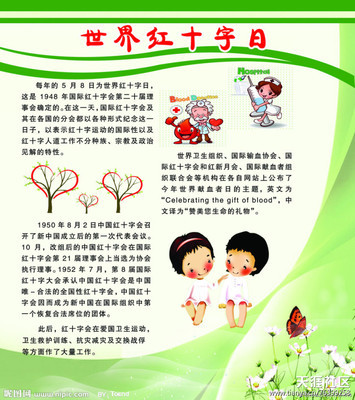 世界红十字日
每年的 5 月 8 日为世界红十字日，
这是 1948 年国际红十字会第二十届理
事会确定的。在这一天，国际红十字会及
其在各国的分会都以各种形式纪念这一
日子，以表示红十字运动的国际性以及
红十字人道工作不分种族、宗教及政治
见解的特性。
Hospital
世界卫生组织、国际输血协会、国
际红十字会和红新月会、国际献血者组
织联合会等机构在各自网站上公布了
今年世界献血者日的主题，英文为
"Celebrating the gift of blood"，中
文译为"赞美您生命的礼物"。
1950 年 8 月 2 日中国红十字会召
开了新中国成立后的第一次代表会议。
10 月，改组后的中国红十字会在国际
红十字会第 21 届理事会上当选为协会
执行理事。1952 年 7 月，第 8 届国际
红十字大会承认中国红十字会是中国
唯一合法的全国性红十字会，中国红十
字会因而成为新中国在国际组织中第
一个恢复合法席位的团体。
此后，红十字会在爱国卫生运动，
卫生救护训练、抗灾减灾及交换战俘
等方面作了大量工作。
天涯社区
昵图网